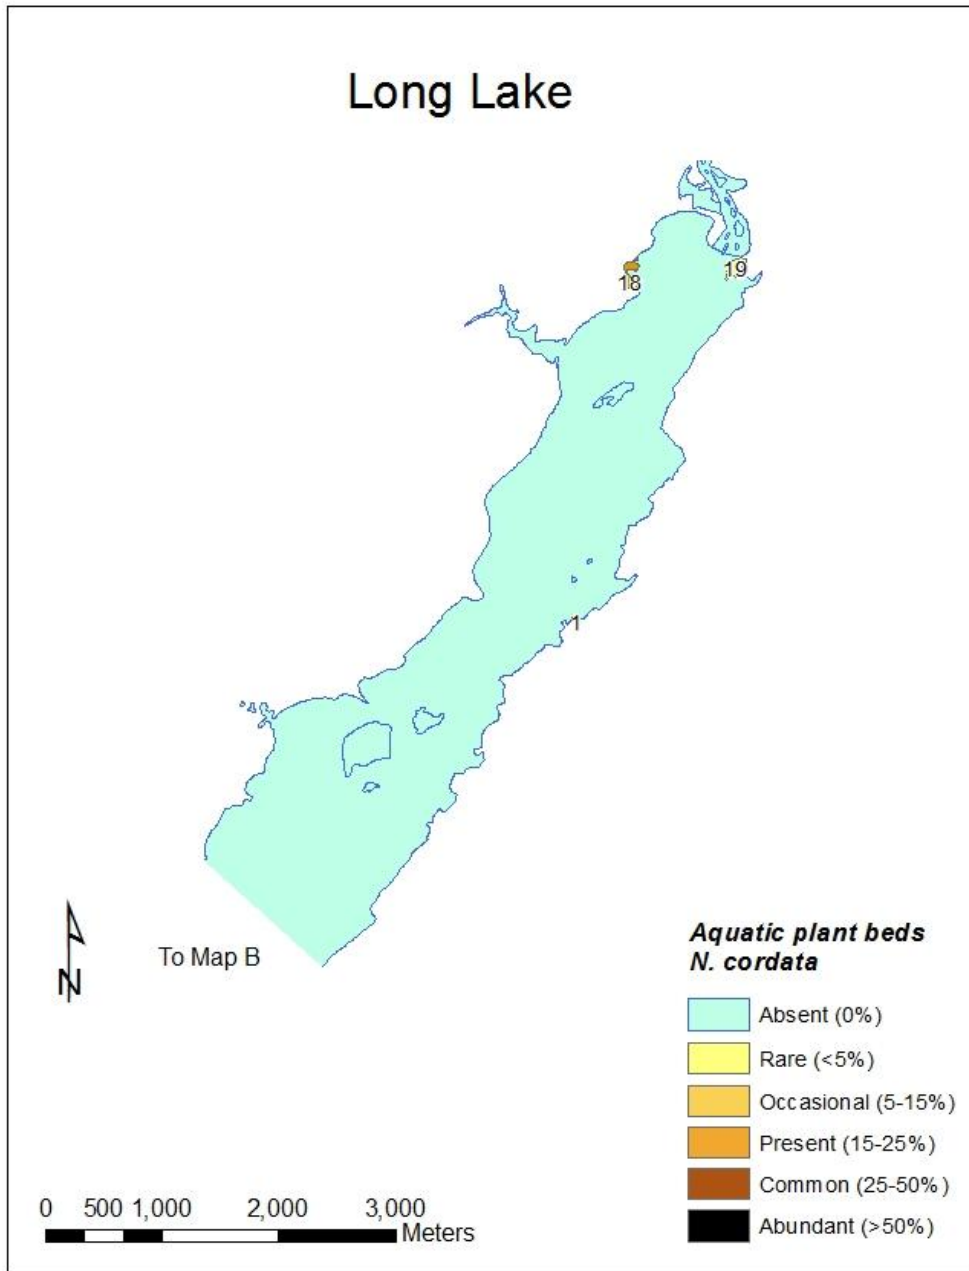 Long Lake
19
18
1
To Map B
N
Aquatic plant beds
N. cordata
Absent (0%)
Rare (<5%)
Occasional (5-15%)
Present (15-25%)
Common (25-50%)
Abundant (>50%)
0 500 1,000 2,000 3,000
Meters